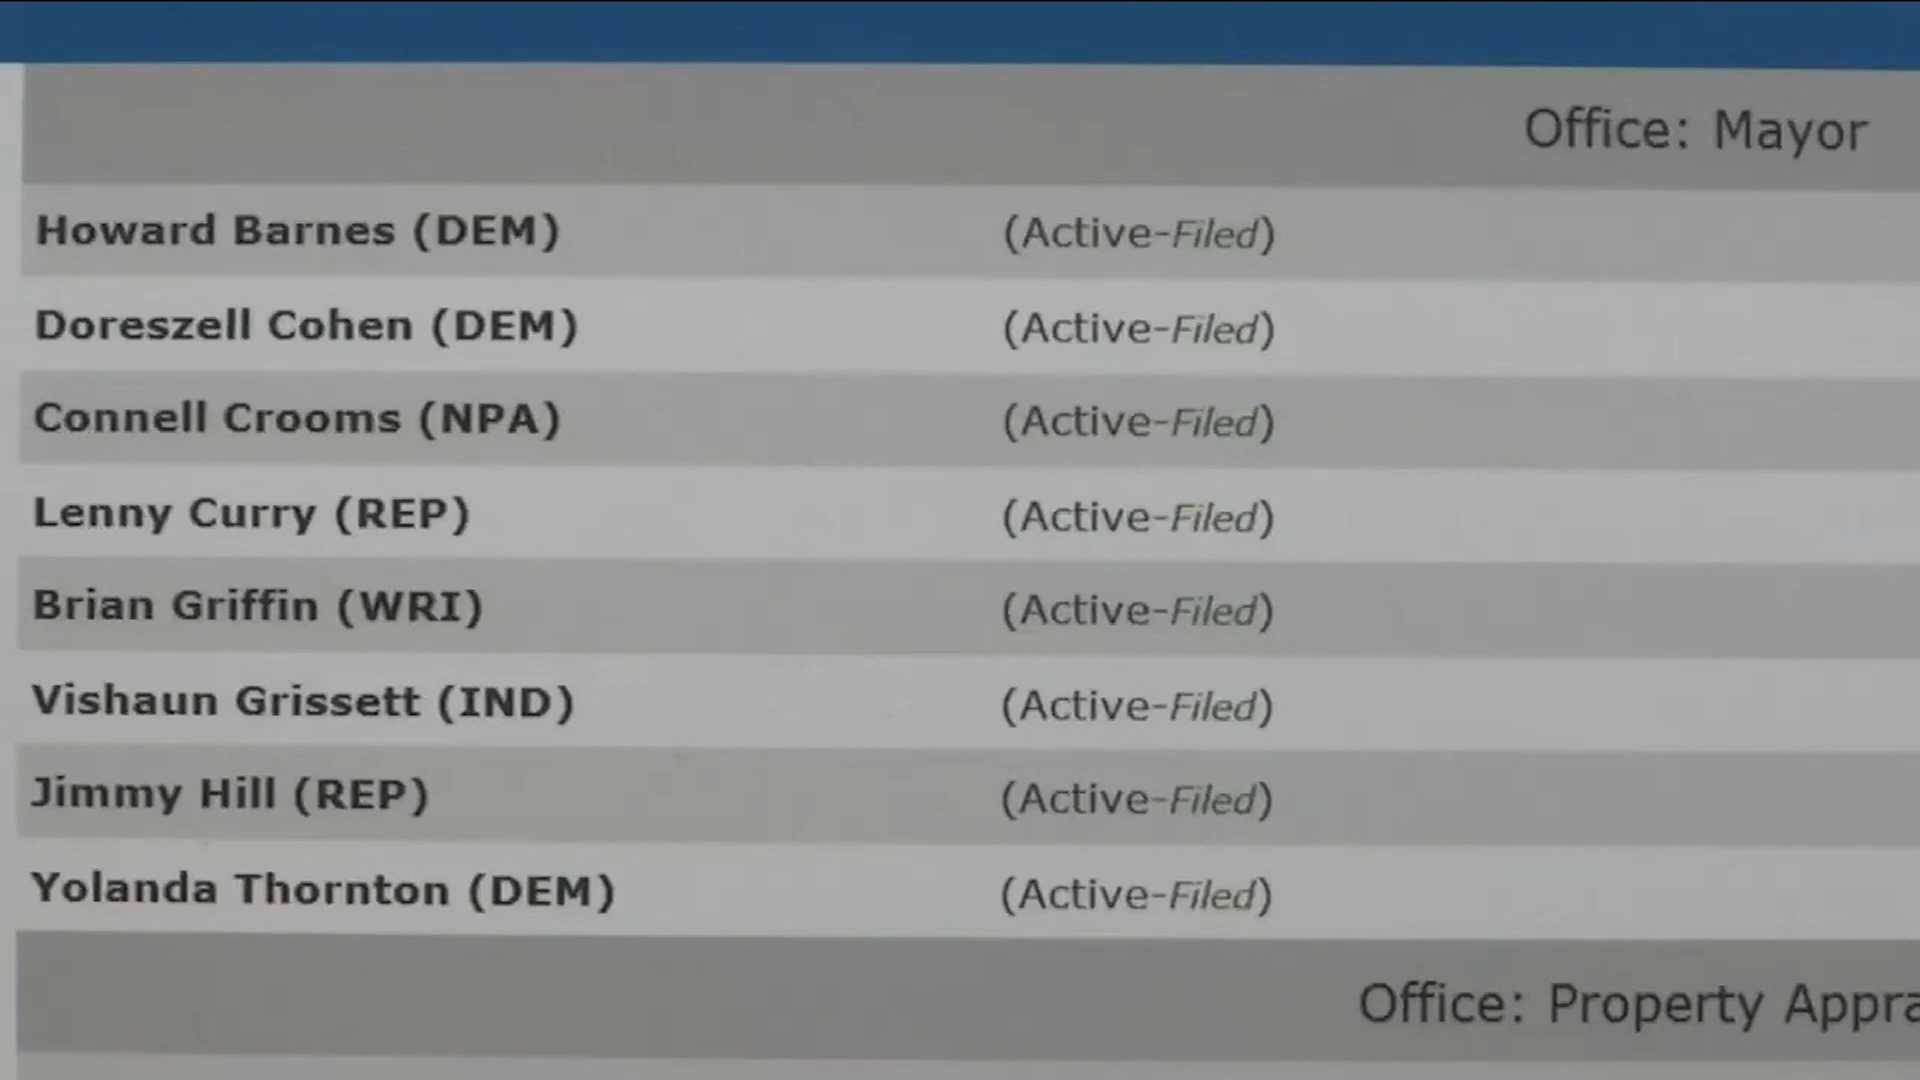 Office: Mayor
Howard Barnes (DEM) (Active-Filed)
Doreszell Cohen (DEM) (Active-Filed)
Connell Crooms (NPA) (Active-Filed)
Lenny Curry (REP) (Active-Filed)
Brian Griffin (WRI) (Active-Filed)
Vishaun Grissett (IND) (Active-Filed)
Jimmy Hill (REP) (Active-Filed)
Yolanda Thornton (DEM) (Active-Filed)
Office: Property